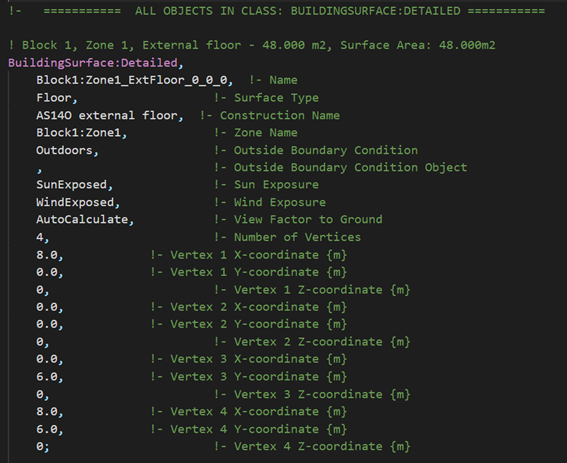 !-   ===========  ALL OBJECTS IN CLASS: BUILDINGSURFACE:DETAILED ===========
! Block 1, Zone 1, External floor - 48.000 m2, Surface Area: 48.000m2
BuildingSurface:Detailed,
Block1:Zone1_ExtFloor_0_0_0,  !- Name
Floor,                    !- Surface Type
AS140 external floor,  !- Construction Name
Block1:Zone1,             !- Zone Name
Outdoors,                 !- Outside Boundary Condition
,                         !- Outside Boundary Condition Object
SunExposed,               !- Sun Exposure
WindExposed,              !- Wind Exposure
AutoCalculate,            !- View Factor to Ground
4,                        !- Number of Vertices
8.0,            !- Vertex 1 X-coordinate {m}
0.0,            !- Vertex 1 Y-coordinate {m}
0,                        !- Vertex 1 Z-coordinate {m}
0.0,            !- Vertex 2 X-coordinate {m}
0.0,            !- Vertex 2 Y-coordinate {m}
0,                        !- Vertex 2 Z-coordinate {m}
0.0,            !- Vertex 3 X-coordinate {m}
6.0,            !- Vertex 3 Y-coordinate {m}
0,                        !- Vertex 3 Z-coordinate {m}
8.0,            !- Vertex 4 X-coordinate {m}
6.0,            !- Vertex 4 Y-coordinate {m}
0;                        !- Vertex 4 Z-coordinate {m}